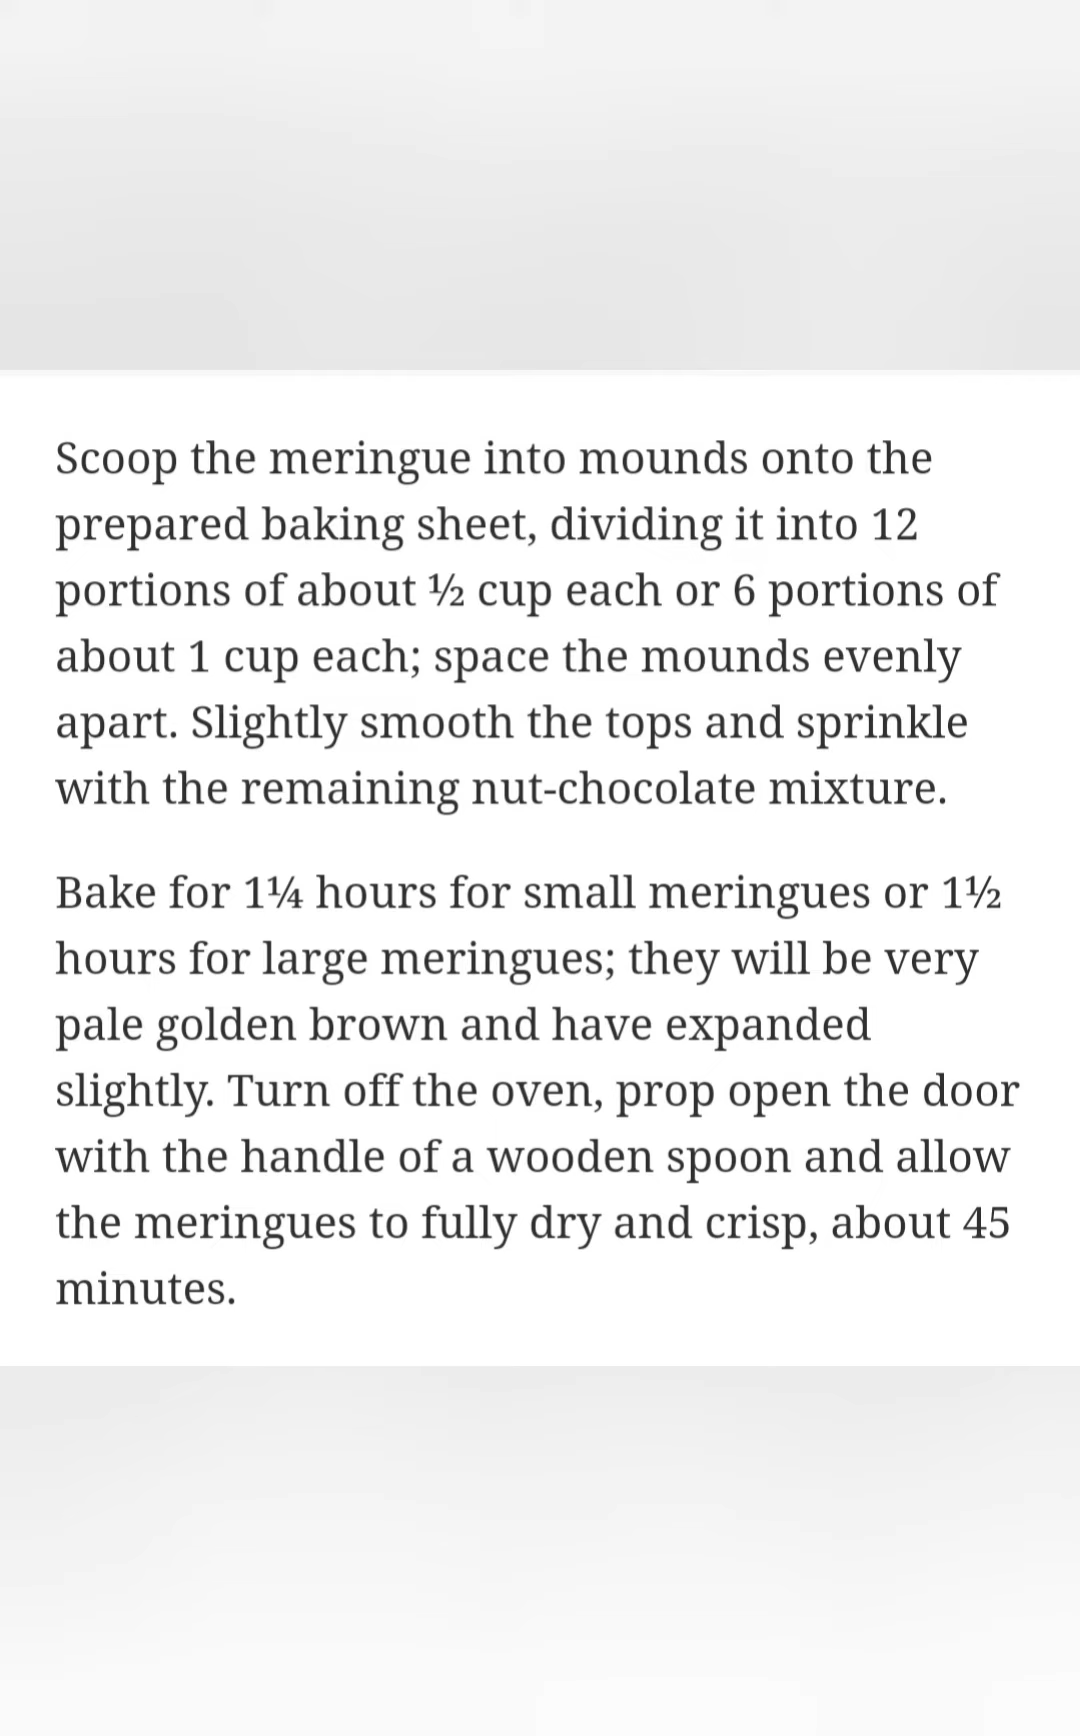 Scoop the meringue into mounds onto the
prepared baking sheet, dividing it into 12
portions of about ½ cup each or 6 portions of
about 1 cup each; space the mounds evenly
apart. Slightly smooth the tops and sprinkle
with the remaining nut-chocolate mixture.
Bake for 1¼ hours for small meringues or 1½
hours for large meringues; they will be very
pale golden brown and have expanded
slightly. Turn off the oven, prop open the door
with the handle of a wooden spoon and allow
the meringues to fully dry and crisp, about 45
minutes.